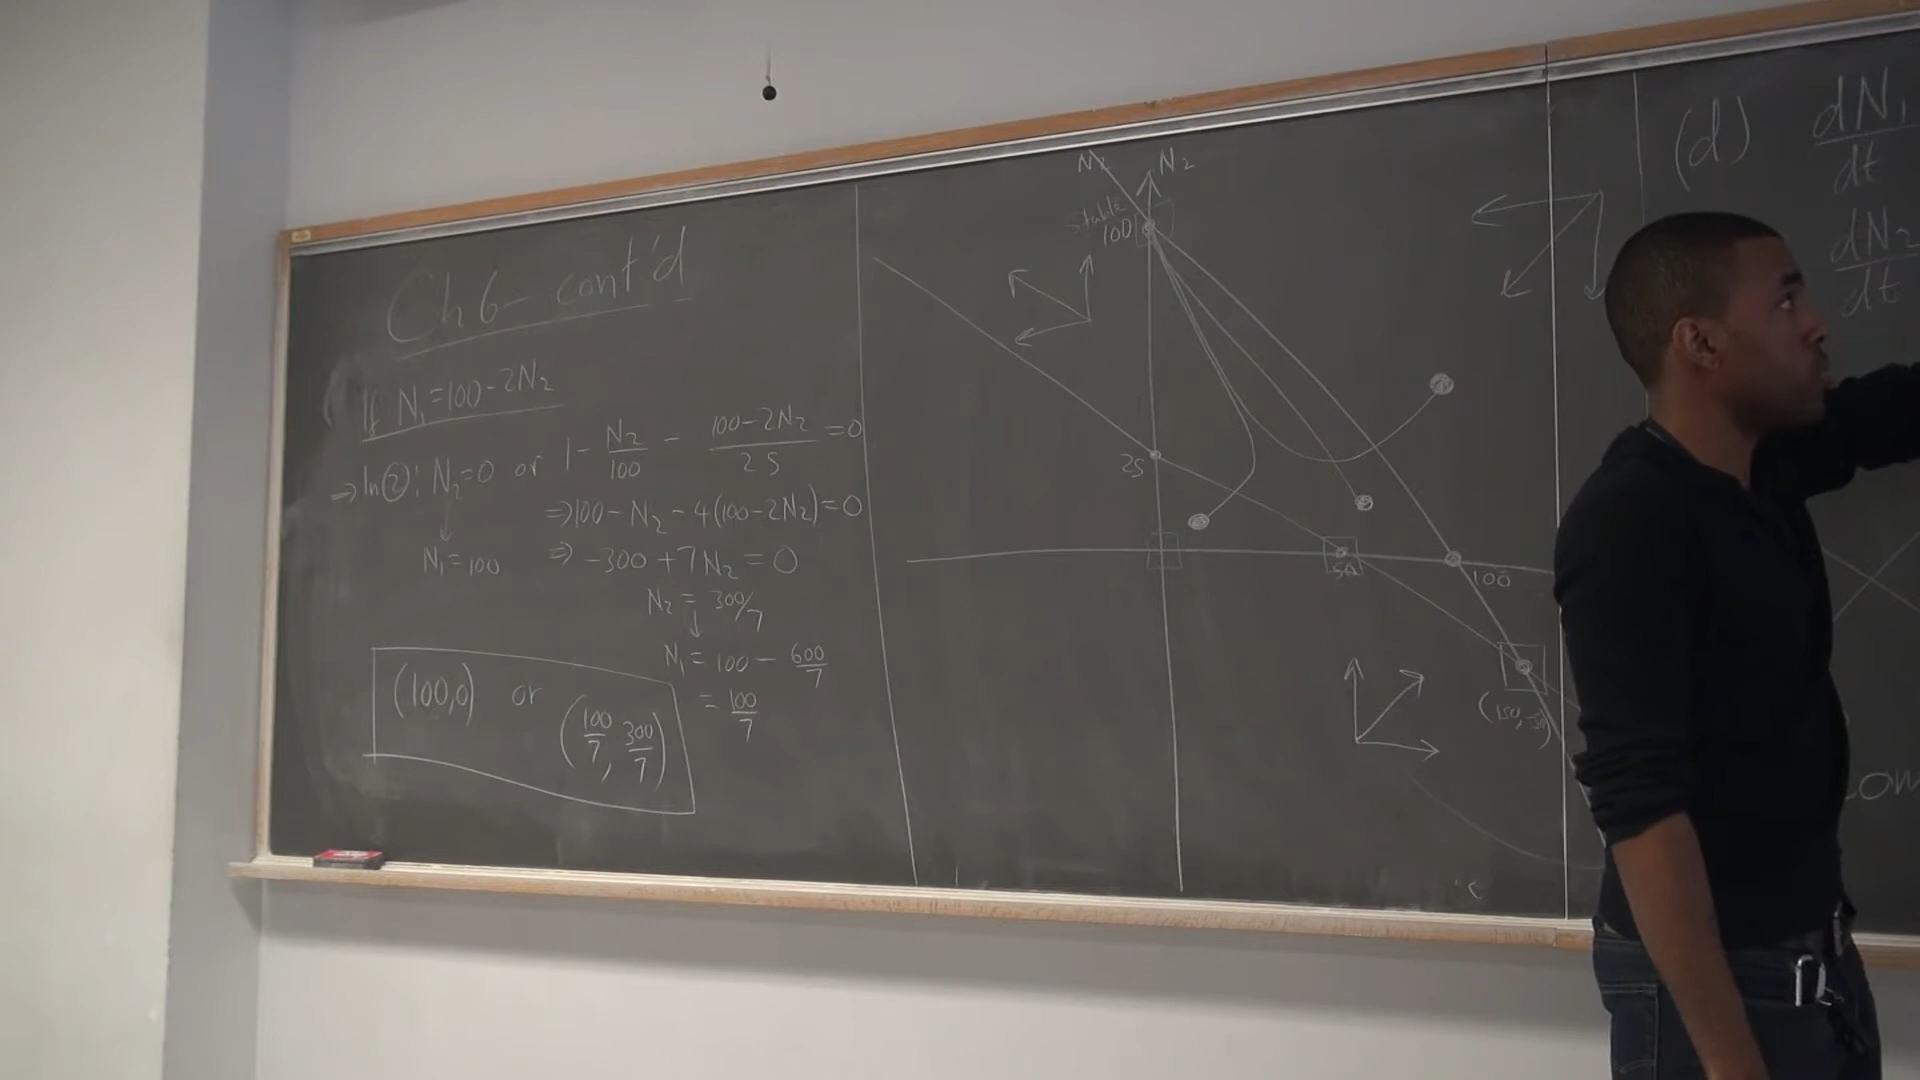 Ch 6 - cont'd
If N₁=100-2N₂
⇒ In ②: N₂=0 or 1 - N₂/100 - (100-2N₂)/25 = 0
⇒100-N₂-4(100-2N₂)=0
↓
N₁=100
⇒ -300+7N₂=0
N₂ = 300/7
↓
N₁ = 100 - 600/7
= 100/7
(100,0) or (100/7, 300/7)
N₂
stable
100
25
50
100
(150,-50)
(d) dN₁/dt
dN₂/dt